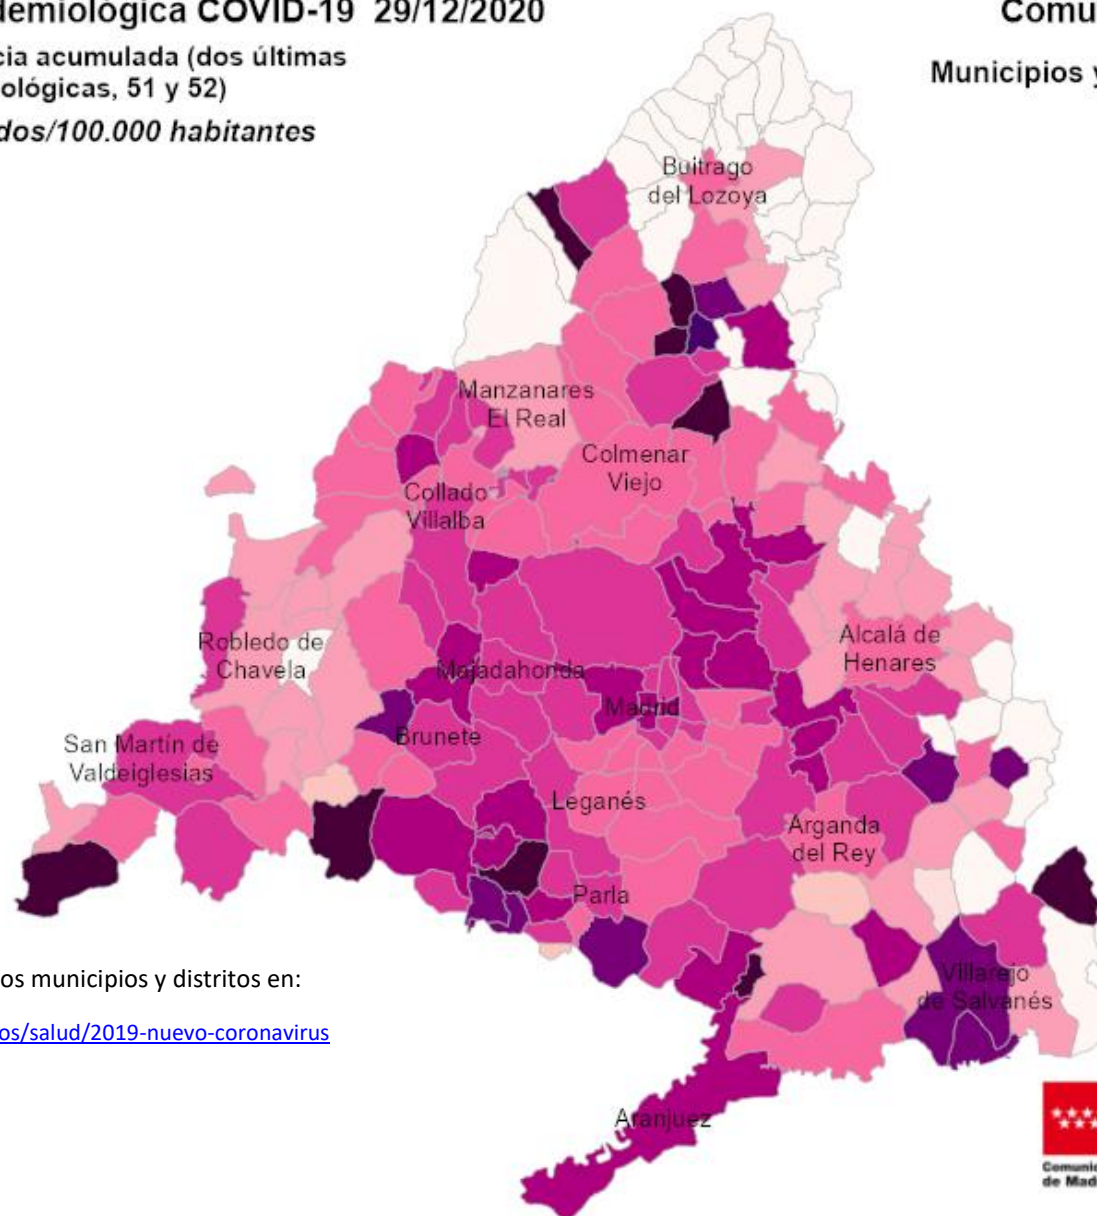 demiológica COVID-19 29/12/2020
cia acumulada (dos últimas
ológicas, 51 y 52)
dos/100.000 habitantes
Comu
Municipios y
Buitrago
del Lozoya
Manzanares
El Real
Colmenar
Viejo
Collado
Villalba
Robledo de
Chavela
Alcalá de
Henares
Majadahonda
Madrid
Brunete
San Martín de
Valdeiglesias
Leganés
Arganda
del Rey
Parla
Villarejo
de Salvanés
os municipios y distritos en:
os/salud/2019-nuevo-coronavirus
Aranjuez
Comunid
de Mad